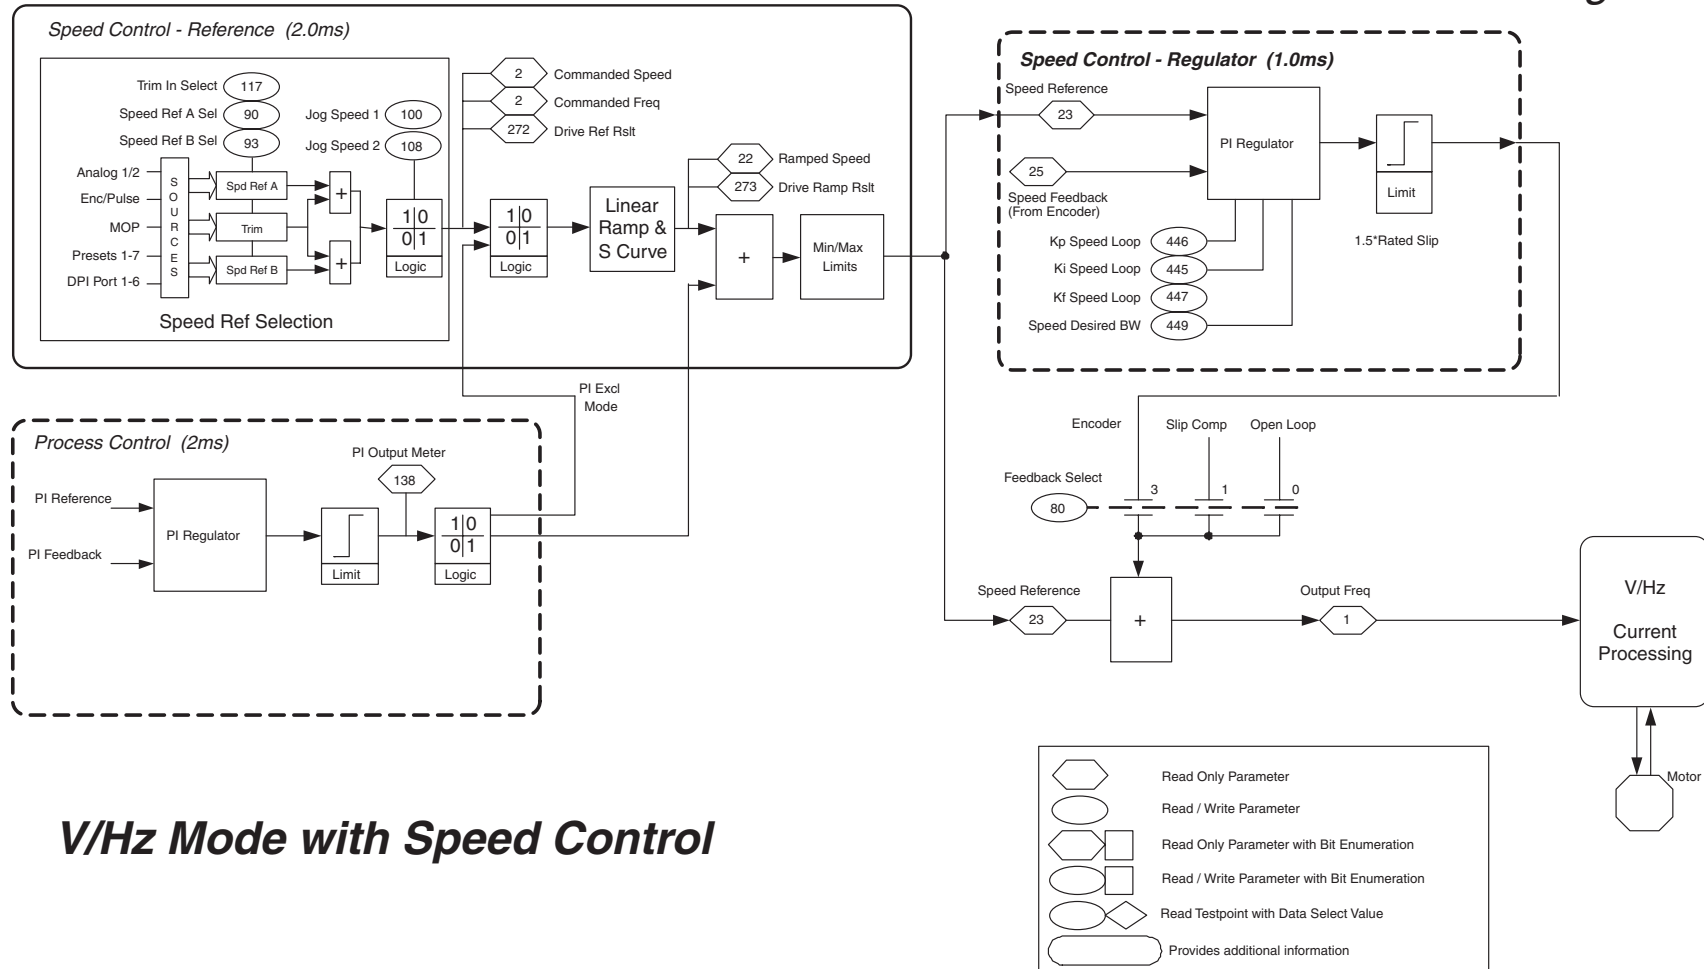 g
Speed Control - Reference (2.0ms)
Trim In Select
117
Speed Ref A Sel
90
Speed Ref B Sel
93
Jog Speed 1
100
Jog Speed 2
108
Analog 1/2
Enc/Pulse
MOP
Presets 1-7
DPI Port 1-6
SOURCES
Spd Ref A
Trim
Spd Ref B
+
+
1 0
0 1
Logic
Speed Ref Selection
2
Commanded Speed
2
Commanded Freq
272
Drive Ref Rslt
1 0
0 1
Logic
Linear
Ramp &
S Curve
22
Ramped Speed
273
Drive Ramp Rslt
+
Min/Max
Limits
PI Excl
Mode
Speed Control - Regulator (1.0ms)
Speed Reference
23
25
Speed Feedback
(From Encoder)
PI Regulator
Limit
1.5*Rated Slip
Kp Speed Loop
446
Ki Speed Loop
445
Kf Speed Loop
447
Speed Desired BW
449
Process Control (2ms)
PI Reference
PI Feedback
PI Regulator
Limit
PI Output Meter
138
1 0
0 1
Logic
Encoder
Slip Comp
Open Loop
Feedback Select
80
3
1
0
Speed Reference
23
+
Output Freq
1
V/Hz
Current
Processing
Motor
V/Hz Mode with Speed Control
Read Only Parameter
Read / Write Parameter
Read Only Parameter with Bit Enumeration
Read / Write Parameter with Bit Enumeration
Read Testpoint with Data Select Value
Provides additional information